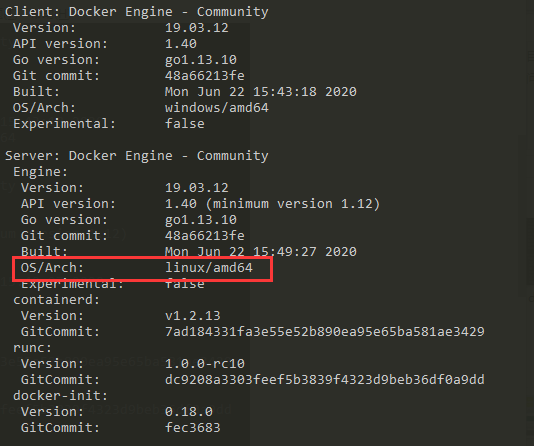 Client: Docker Engine - Community
Version: 19.03.12
API version: 1.40
Go version: go1.13.10
Git commit: 48a66213fe
Built: Mon Jun 22 15:43:18 2020
OS/Arch: windows/amd64
Experimental: false
Server: Docker Engine - Community
Engine:
Version: 19.03.12
API version: 1.40 (minimum version 1.12)
Go version: go1.13.10
Git commit: 48a66213fe
Built: Mon Jun 22 15:49:27 2020
OS/Arch: linux/amd64
Experimental: false
containerd:
Version: v1.2.13
GitCommit: 7ad184331fa3e55e52b890ea95e65ba581ae3429
runc:
Version: 1.0.0-rc10
GitCommit: dc9208a3303feef5b3839f4323d9beb36df0a9dd
docker-init:
Version: 0.18.0
GitCommit: fec3683